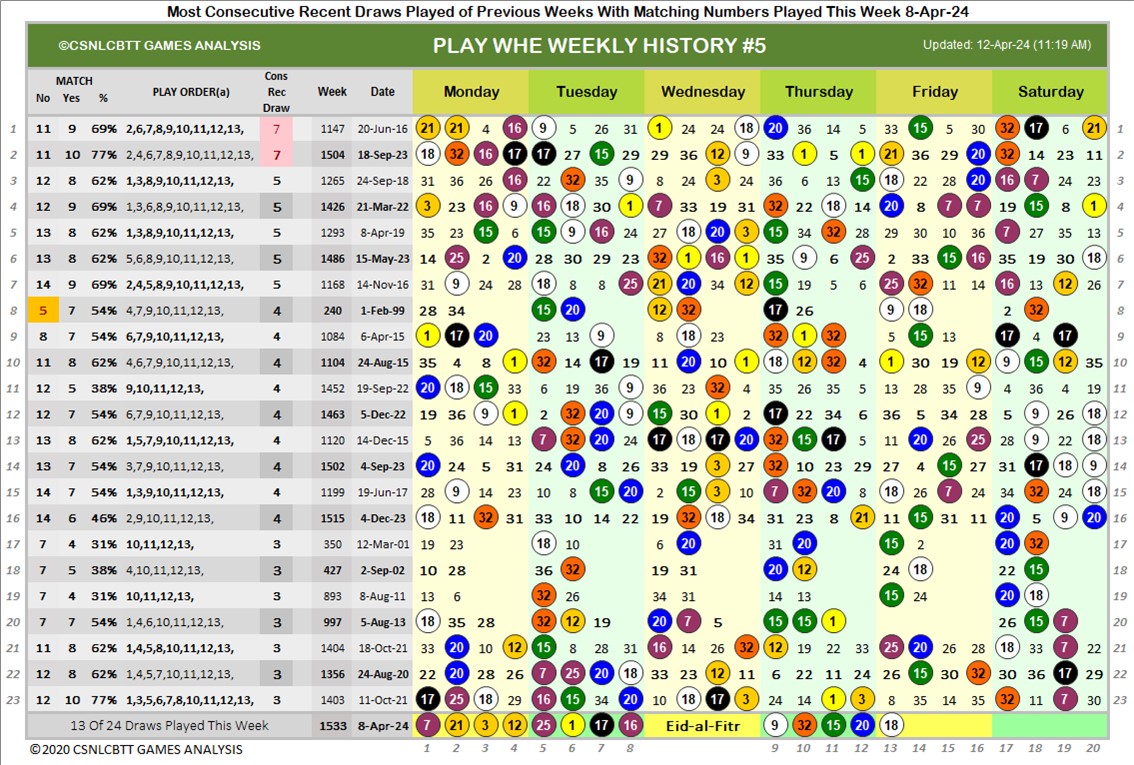 Most Consecutive Recent Draws Played of Previous Weeks With Matching Numbers Played This Week 8-Apr-24
©CSNLCBTT GAMES ANALYSIS PLAY WHE WEEKLY HISTORY #5 Updated: 12-Apr-24 (11:19 AM)
MATCH
No Yes % PLAY ORDER(a) Cons Rec Draw Week Date Monday Tuesday Wednesday Thursday Friday Saturday
1 11 9 69% 2,6,7,8,9,10,11,12,13, 7 1147 20-Jun-16 21 21 4 16 9 5 26 31 1 24 24 18 20 36 14 5 33 15 5 30 32 17 6 21 1
2 11 10 77% 2,4,6,7,8,9,10,11,12,13, 7 1504 18-Sep-23 18 32 16 17 17 27 15 29 29 36 12 9 33 1 5 1 21 36 29 20 32 14 23 11 2
3 12 8 62% 1,3,8,9,10,11,12,13, 5 1265 24-Sep-18 31 36 26 16 22 32 35 9 8 24 3 24 36 6 13 15 18 22 28 20 16 7 24 23 3
4 12 9 69% 1,3,6,8,9,10,11,12,13, 5 1426 21-Mar-22 3 23 16 9 16 18 30 1 7 33 19 31 32 22 18 14 20 8 7 7 19 15 8 1 4
5 13 8 62% 1,3,8,9,10,11,12,13, 5 1293 8-Apr-19 35 23 15 6 15 9 16 24 27 18 20 3 15 34 32 28 29 30 10 36 7 27 35 13 5
6 13 8 62% 5,6,8,9,10,11,12,13, 5 1486 15-May-23 14 25 2 20 28 30 29 23 32 1 16 1 35 9 6 25 2 33 15 16 35 19 30 18 6
7 14 9 69% 2,4,5,8,9,10,11,12,13, 5 1168 14-Nov-16 31 9 24 28 18 8 8 25 21 20 34 12 15 19 5 6 25 32 11 14 16 13 12 26 7
8 5 7 54% 4,7,9,10,11,12,13, 4 240 1-Feb-99 28 34 15 20 12 32 17 26 9 18 2 32 8
9 8 7 54% 6,7,9,10,11,12,13, 4 1084 6-Apr-15 1 17 20 23 13 9 8 18 23 32 1 32 5 15 13 17 4 17 9
10 11 8 62% 4,6,7,9,10,11,12,13, 4 1104 24-Aug-15 35 4 8 1 32 14 17 19 11 20 10 1 18 12 32 4 1 30 19 12 9 15 12 35 10
11 12 5 38% 9,10,11,12,13, 4 1452 19-Sep-22 20 18 15 33 6 19 36 9 36 23 32 4 35 26 35 5 13 35 35 9 4 36 4 19 11
12 12 7 54% 6,7,9,10,11,12,13, 4 1463 5-Dec-22 19 36 9 1 2 32 20 9 15 30 1 2 17 22 34 6 36 5 34 28 5 9 26 18 12
13 13 8 62% 1,5,7,9,10,11,12,13, 4 1120 14-Dec-15 5 36 14 13 7 32 20 24 17 18 17 20 32 15 17 5 11 20 26 25 28 9 22 18 13
14 13 7 54% 3,7,9,10,11,12,13, 4 1502 4-Sep-23 20 24 5 31 24 20 8 26 33 19 3 27 32 10 23 29 27 4 15 27 31 17 18 9 14
15 14 7 54% 1,3,9,10,11,12,13, 4 1199 19-Jun-17 28 9 14 23 10 8 15 20 2 15 3 10 7 32 20 8 18 26 7 24 34 32 24 18 15
16 14 6 46% 2,9,10,11,12,13, 4 1515 4-Dec-23 18 11 32 31 33 10 14 22 19 32 18 34 31 23 8 21 11 15 31 11 20 5 9 20 16
17 7 4 31% 10,11,12,13, 3 350 12-Mar-01 19 23 18 10 6 20 31 20 15 2 20 32 17
18 7 5 38% 4,10,11,12,13, 3 427 2-Sep-02 10 28 36 32 19 31 20 12 24 18 22 15 18
19 7 4 31% 10,11,12,13, 3 893 8-Aug-11 13 6 32 26 34 31 14 13 15 24 20 18 19
20 7 7 54% 1,4,6,10,11,12,13, 3 997 5-Aug-13 18 35 28 32 12 19 20 7 5 15 15 1 26 15 7 20
21 11 8 62% 1,4,5,8,10,11,12,13, 3 1404 18-Oct-21 33 20 10 12 15 8 28 31 16 14 26 32 12 19 22 33 25 20 26 28 18 33 7 21 21
22 12 8 62% 1,4,5,7,10,11,12,13, 3 1356 24-Aug-20 22 20 28 22 7 25 20 18 33 23 12 11 6 22 11 24 26 15 30 32 30 36 17 29 22
23 12 10 77% 1,3,5,6,7,8,10,11,12,13, 3 1403 11-Oct-21 17 25 18 29 16 15 34 20 10 18 17 3 24 14 1 3 8 35 14 35 32 11 7 30 23
13 Of 24 Draws Played This Week 1533 8-Apr-24 7 21 3 12 25 1 17 16 Eid-al-Fitr 9 32 15 20 18
©2020 CSNLCBTT GAMES ANALYSIS 1 2 3 4 5 6 7 8 9 10 11 12 13 14 15 16 17 18 19 20